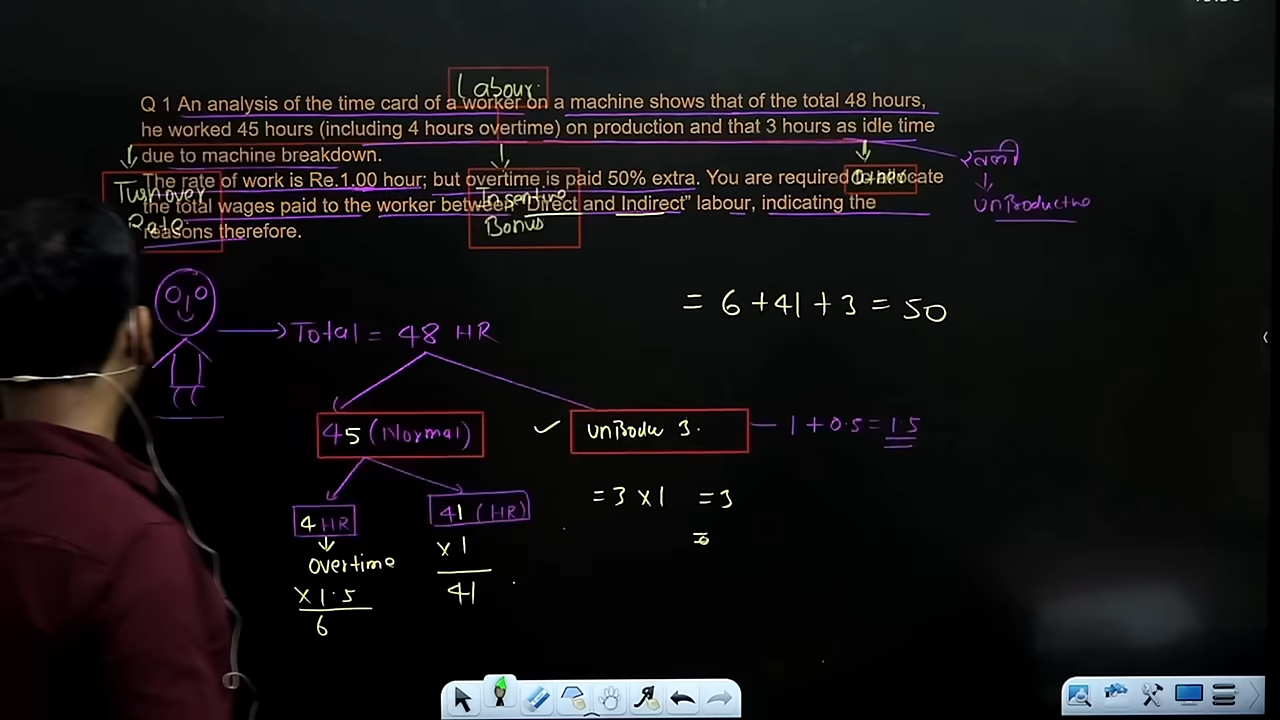 Labour.
Q 1 An analysis of the time card of a worker on a machine shows that of the total 48 hours,
he worked 45 hours (including 4 hours overtime) on production and that 3 hours as idle time
due to machine breakdown.
The rate of work is Re.1.00 hour; but overtime is paid 50% extra. You are required to allocate
the total wages paid to the worker between "Direct and Indirect" labour, indicating the
reasons therefore.
Rate
Bonus
= 6 + 41 + 3 = 50
Total = 48 HR
45 (Normal)
3.
1 + 0.5 = 1.5
4 HR
41 (HR)
= 3 x 1 = 3
overtime
x 1
x 1.5
41
6